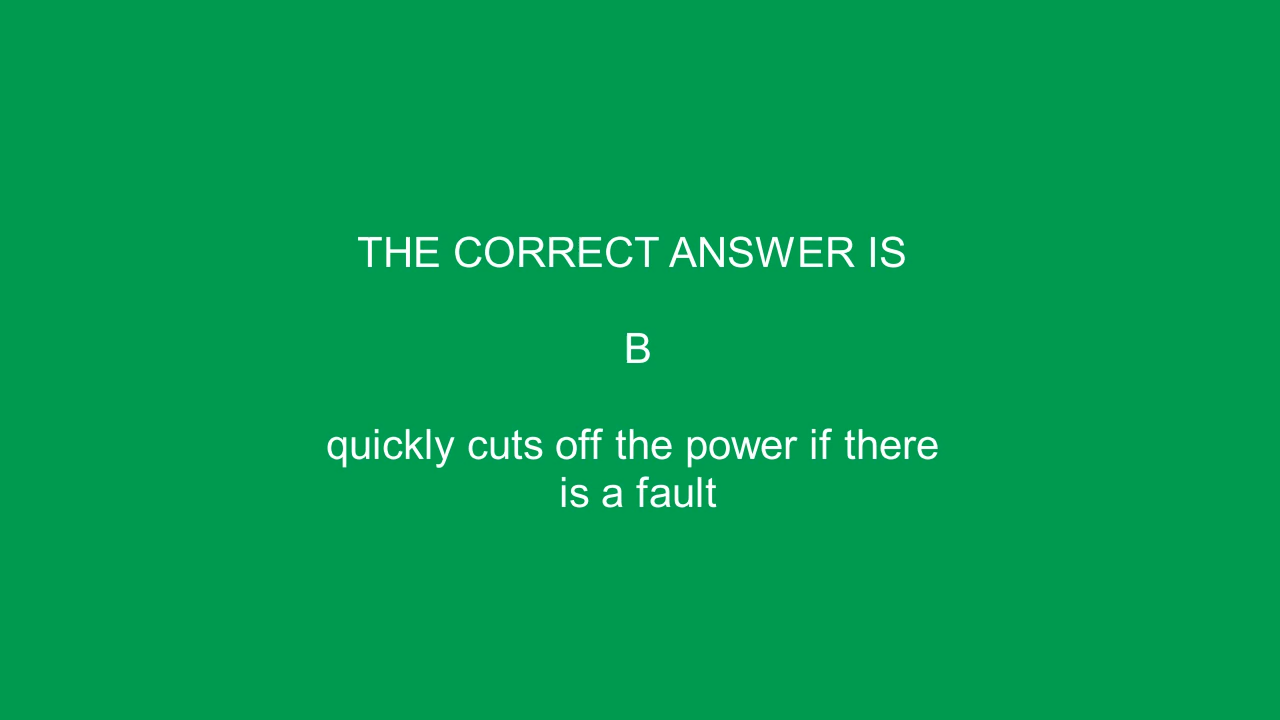 THE CORRECT ANSWER IS
B
quickly cuts off the power if there
is a fault